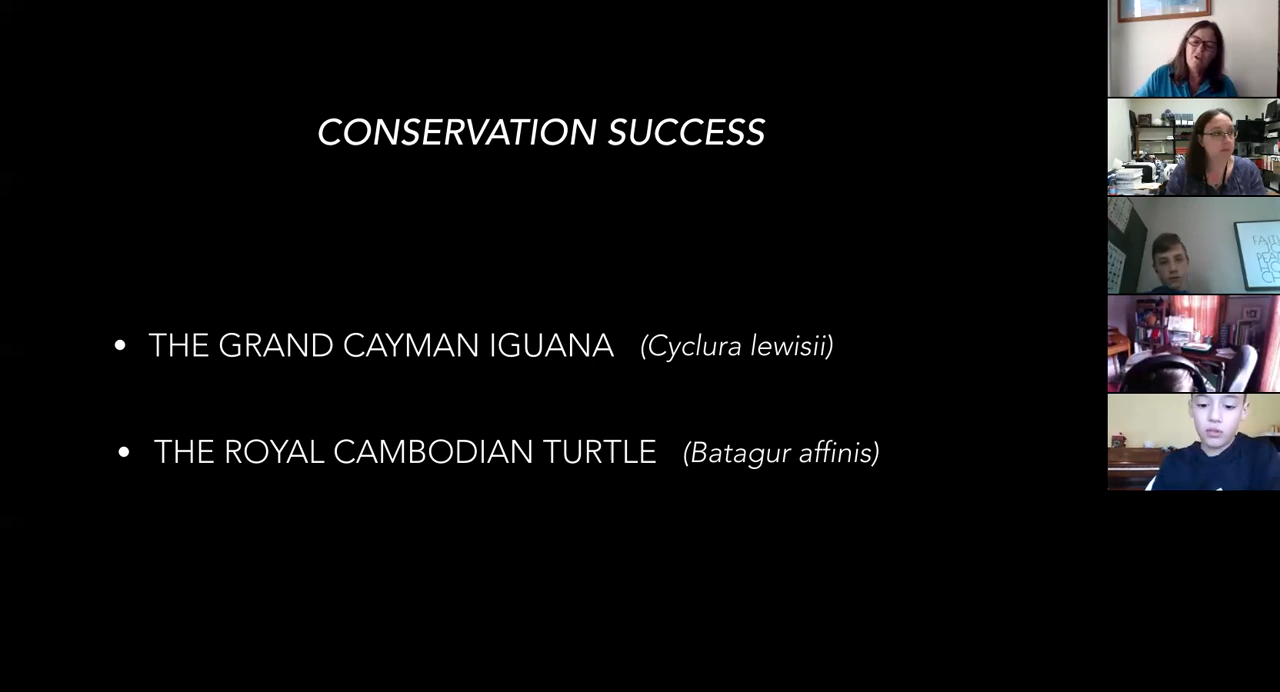 CONSERVATION SUCCESS
• THE GRAND CAYMAN IGUANA (Cyclura lewisii)
• THE ROYAL CAMBODIAN TURTLE (Batagur affinis)